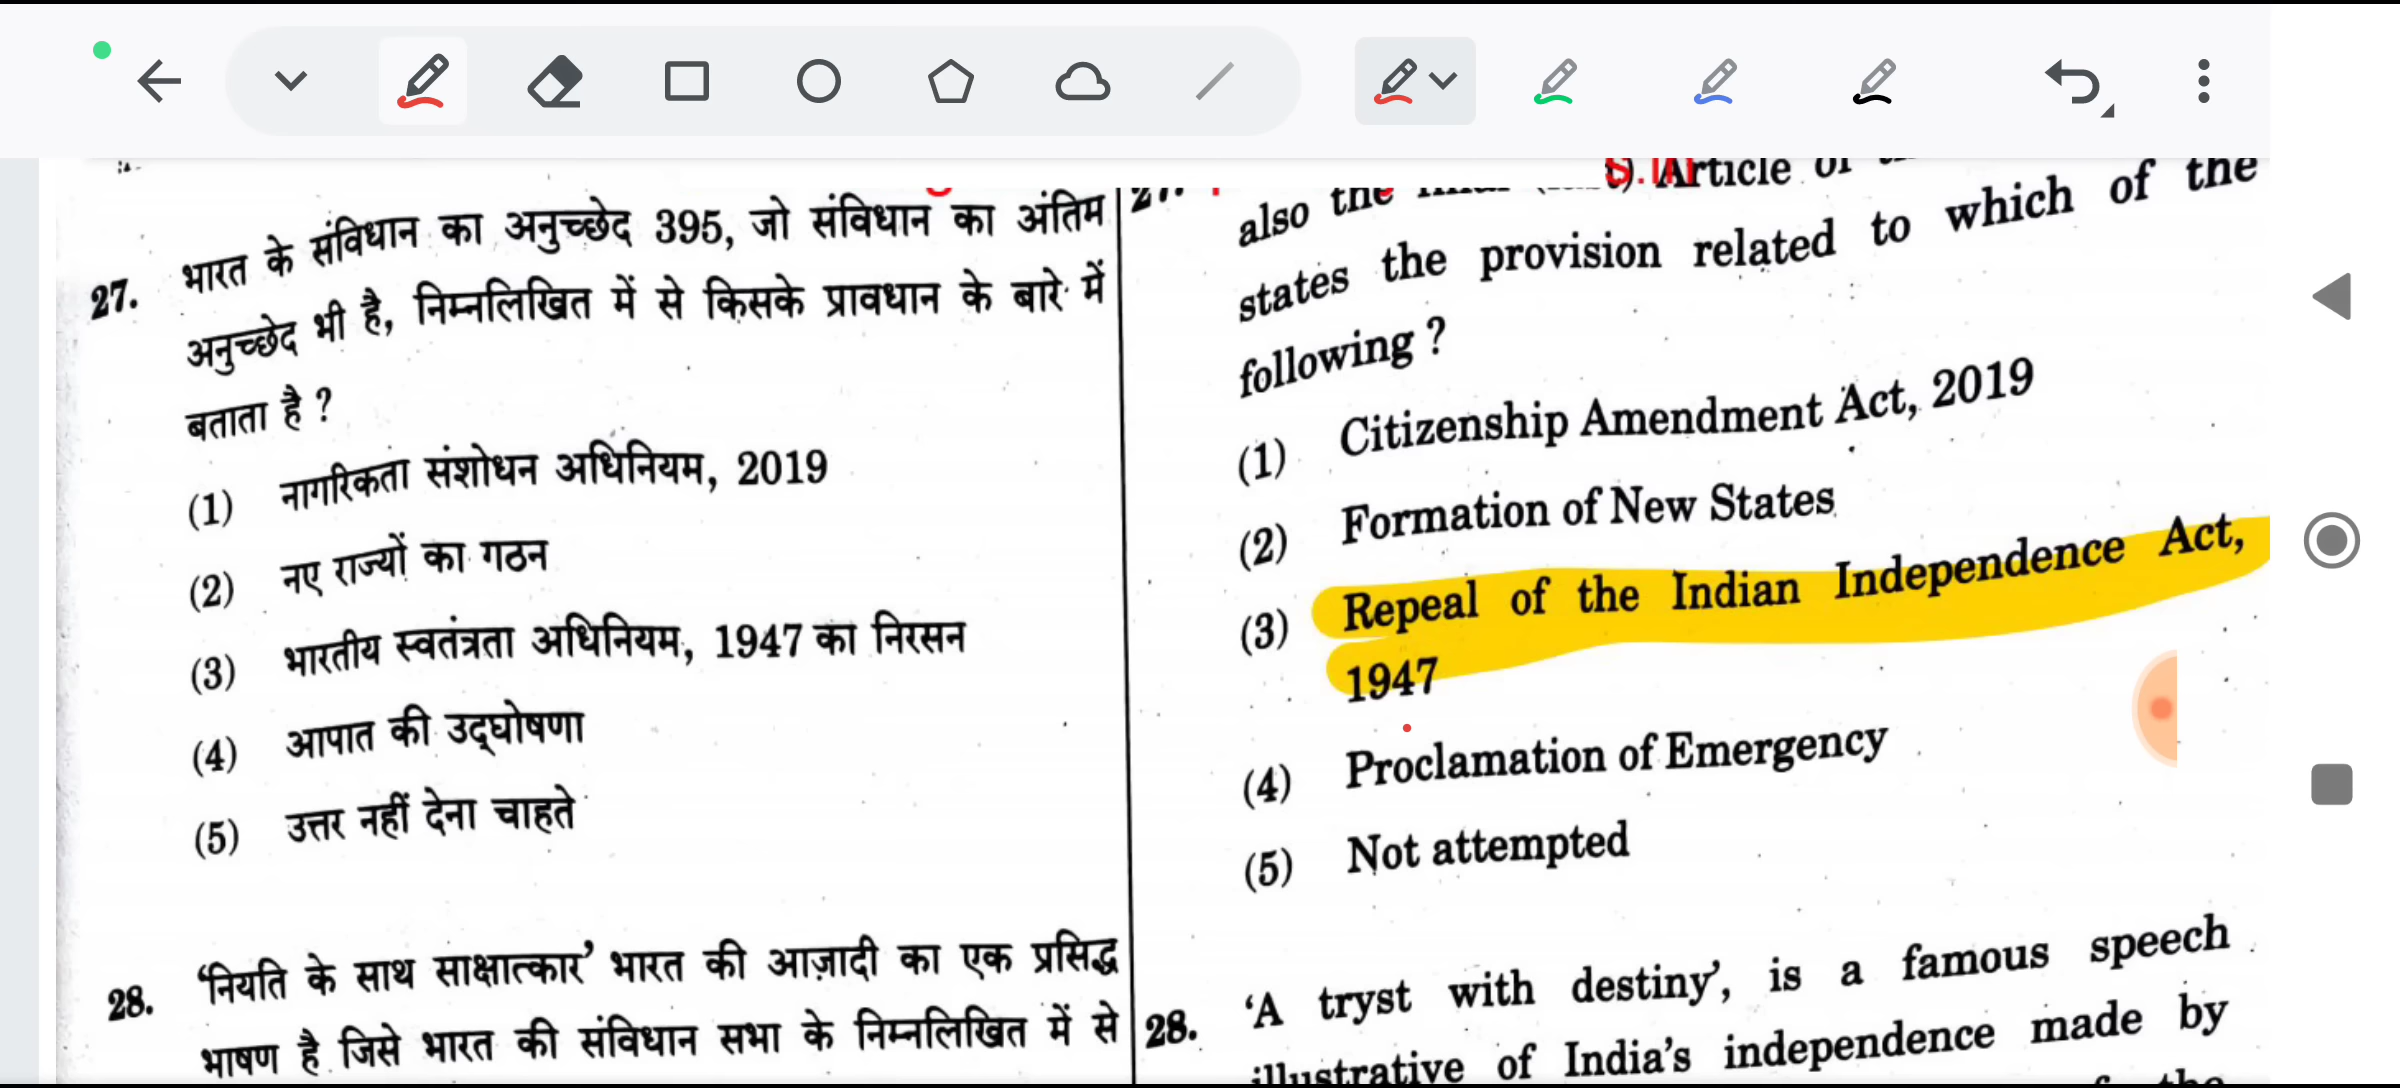 27. भारत के संविधान का अनुच्छेद 395, जो संविधान का अंतिम
अनुच्छेद भी है, निम्नलिखित में से किसके प्रावधान के बारे में
बताता है ?
(1) नागरिकता संशोधन अधिनियम, 2019
(2) नए राज्यों का गठन
(3) भारतीय स्वतंत्रता अधिनियम, 1947 का निरसन
(4) आपात की उद्घोषणा
(5) उत्तर नहीं देना चाहते
28. 'नियति के साथ साक्षात्कार' भारत की आज़ादी का एक प्रसिद्ध
भाषण है जिसे भारत की संविधान सभा के निम्नलिखित में से
27.
also the Article of
states the provision related to which of the
following ?
(1) Citizenship Amendment Act, 2019
(2) Formation of New States
(3) Repeal of the Indian Independence Act,
1947
(4) Proclamation of Emergency
(5) Not attempted
28. 'A tryst with destiny', is a famous speech
illustrative of India's independence made by